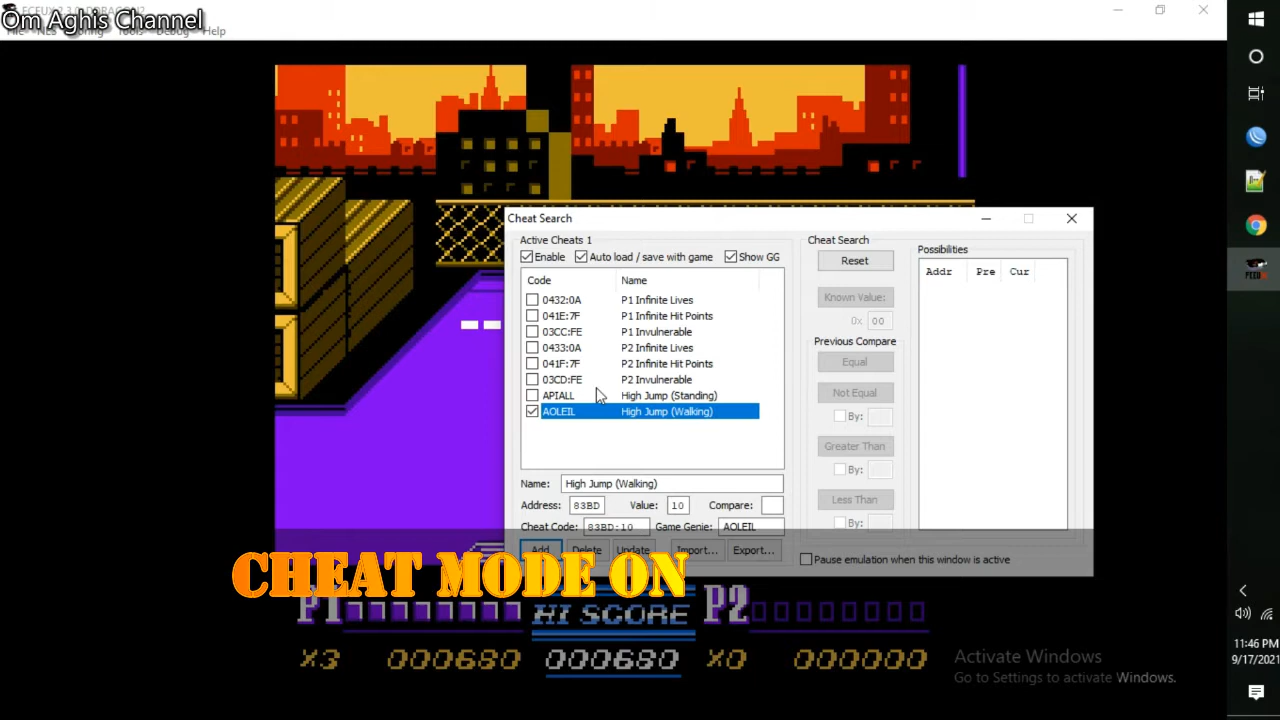 Om Aghis Channel
Help
Cheat Search
Active Cheats 1
Enable
Auto load / save with game
Show GG
Code Name
0432:0A P1 Infinite Lives
041E:7F P1 Infinite Hit Points
03CC:FE P1 Invulnerable
0433:0A P2 Infinite Lives
041F:7F P2 Infinite Hit Points
03CD:FE P2 Invulnerable
APIALL High Jump (Standing)
AOLEIL High Jump (Walking)
Name: High Jump (Walking)
Address: 83BD Value: 10 Compare:
Cheat Code: 83BD:10 Game Genie: AOLEIL
Add Delete Update Import... Export...
Cheat Search
Reset
Known Value:
0x 00
Previous Compare
Equal
Not Equal
By:
Greater Than
By:
Less Than
By:
Possibilities
Addr Pre Cur
Pause emulation when this window is active
CHEAT MODE ON
P1 HI SCORE P2
X3 000680 000680 X0 000000
Activate Windows
Go to Settings to activate Windows.
11:46 PM
9/17/2021